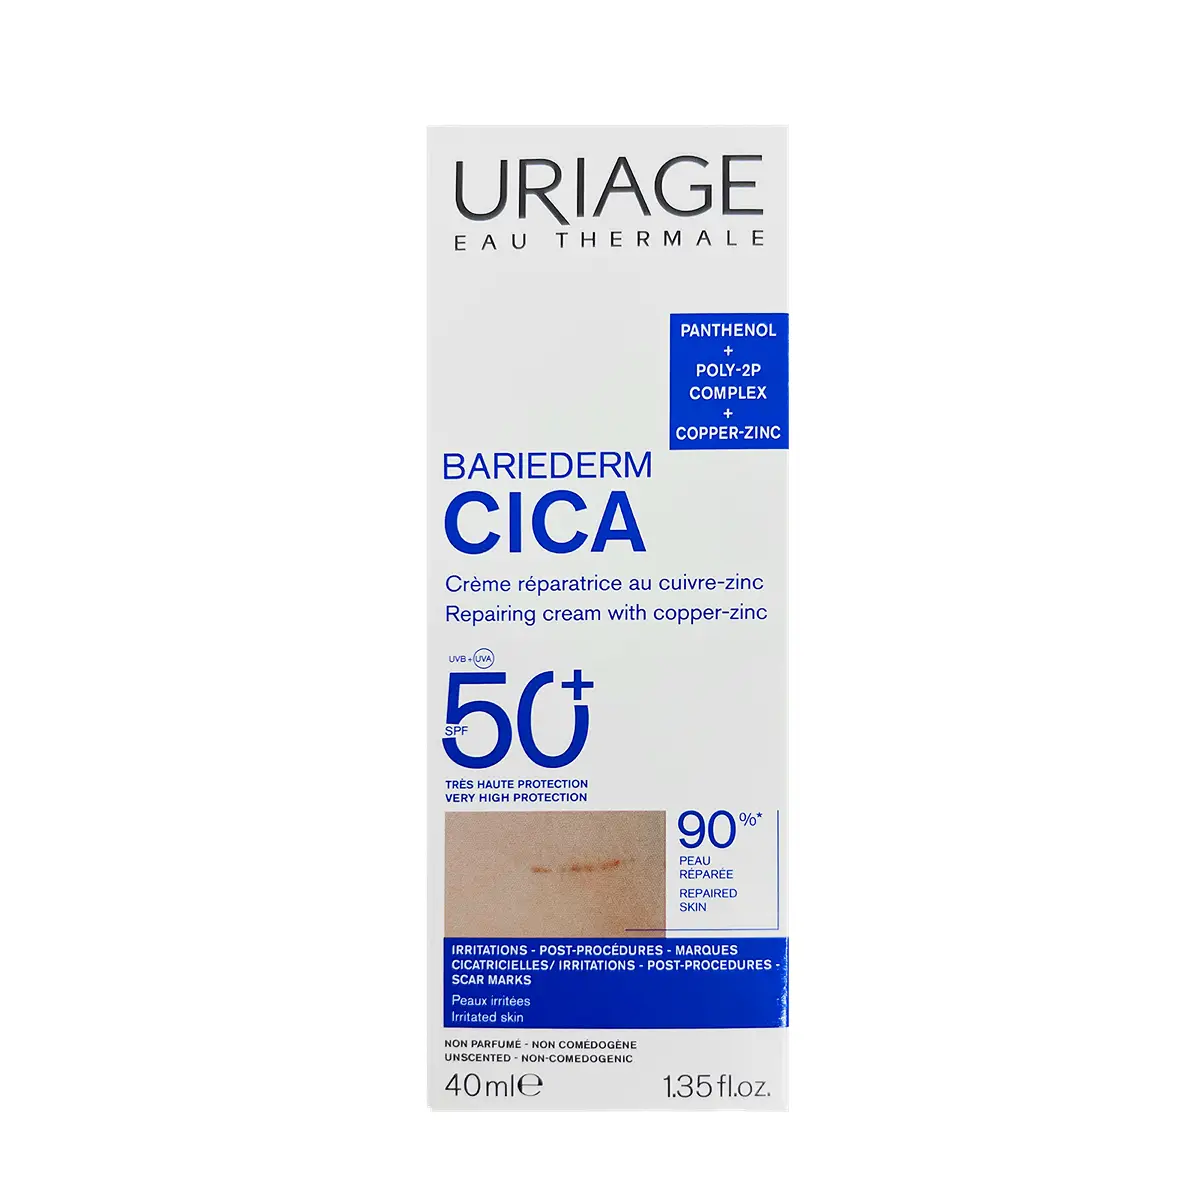 URIAGE
EAU THERMALE
PANTHENOL
+
POLY-2P
COMPLEX
+
COPPER-ZINC
BARIEDERM
CICA
Crème réparatrice au cuivre-zinc
Repairing cream with copper-zinc
UVB + UVA
SPF 50+
TRÈS HAUTE PROTECTION
VERY HIGH PROTECTION
90%*
PEAU
RÉPARÉE
REPAIRED
SKIN
IRRITATIONS - POST-PROCÉDURES - MARQUES
CICATRICIELLES/ IRRITATIONS - POST-PROCEDURES -
SCAR MARKS
Peaux irritées
Irritated skin
NON PARFUMÉ - NON COMÉDOGÈNE
UNSCENTED - NON-COMEDOGENIC
40 ml℮ 1.35 fl.oz.